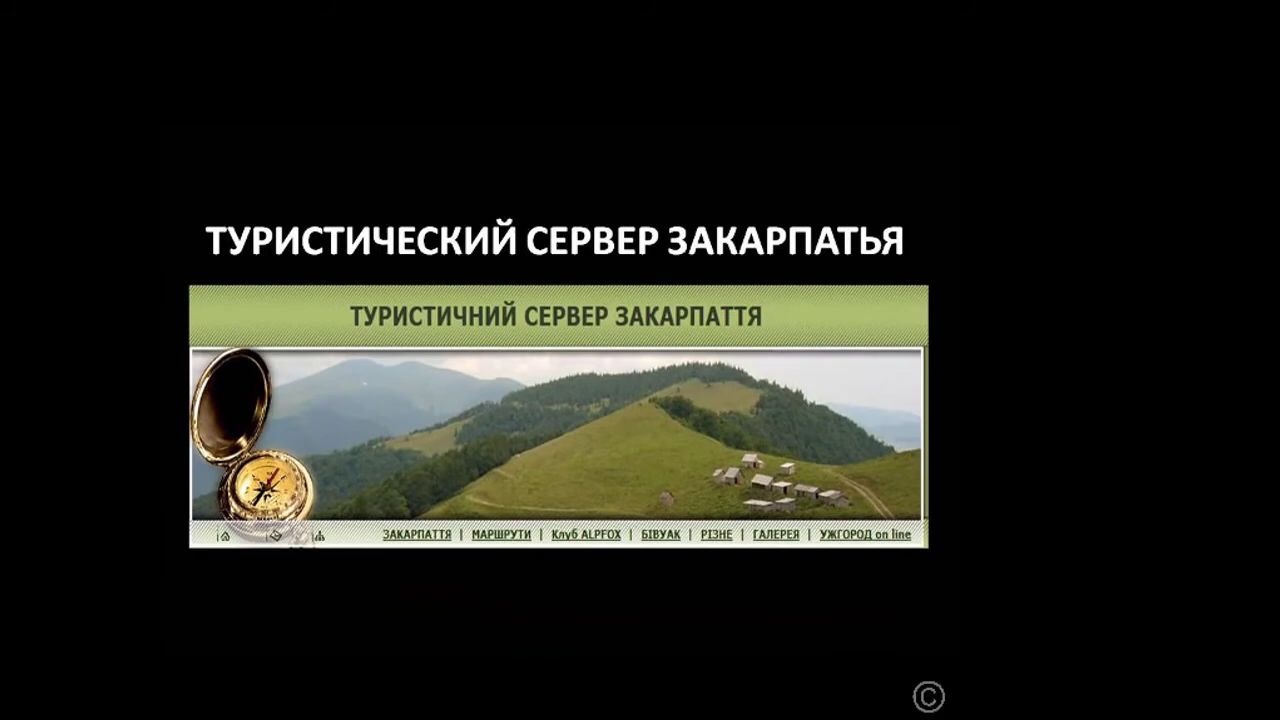 ТУРИСТИЧЕСКИЙ СЕРВЕР ЗАКАРПАТЬЯ
ТУРИСТИЧНИЙ СЕРВЕР ЗАКАРПАТТЯ
ЗАКАРПАТТЯ | МАРШРУТИ | Клуб ALPFOX | БІВУАК | РІЗНЕ | ГАЛЕРЕЯ | УЖГОРОД on line
©